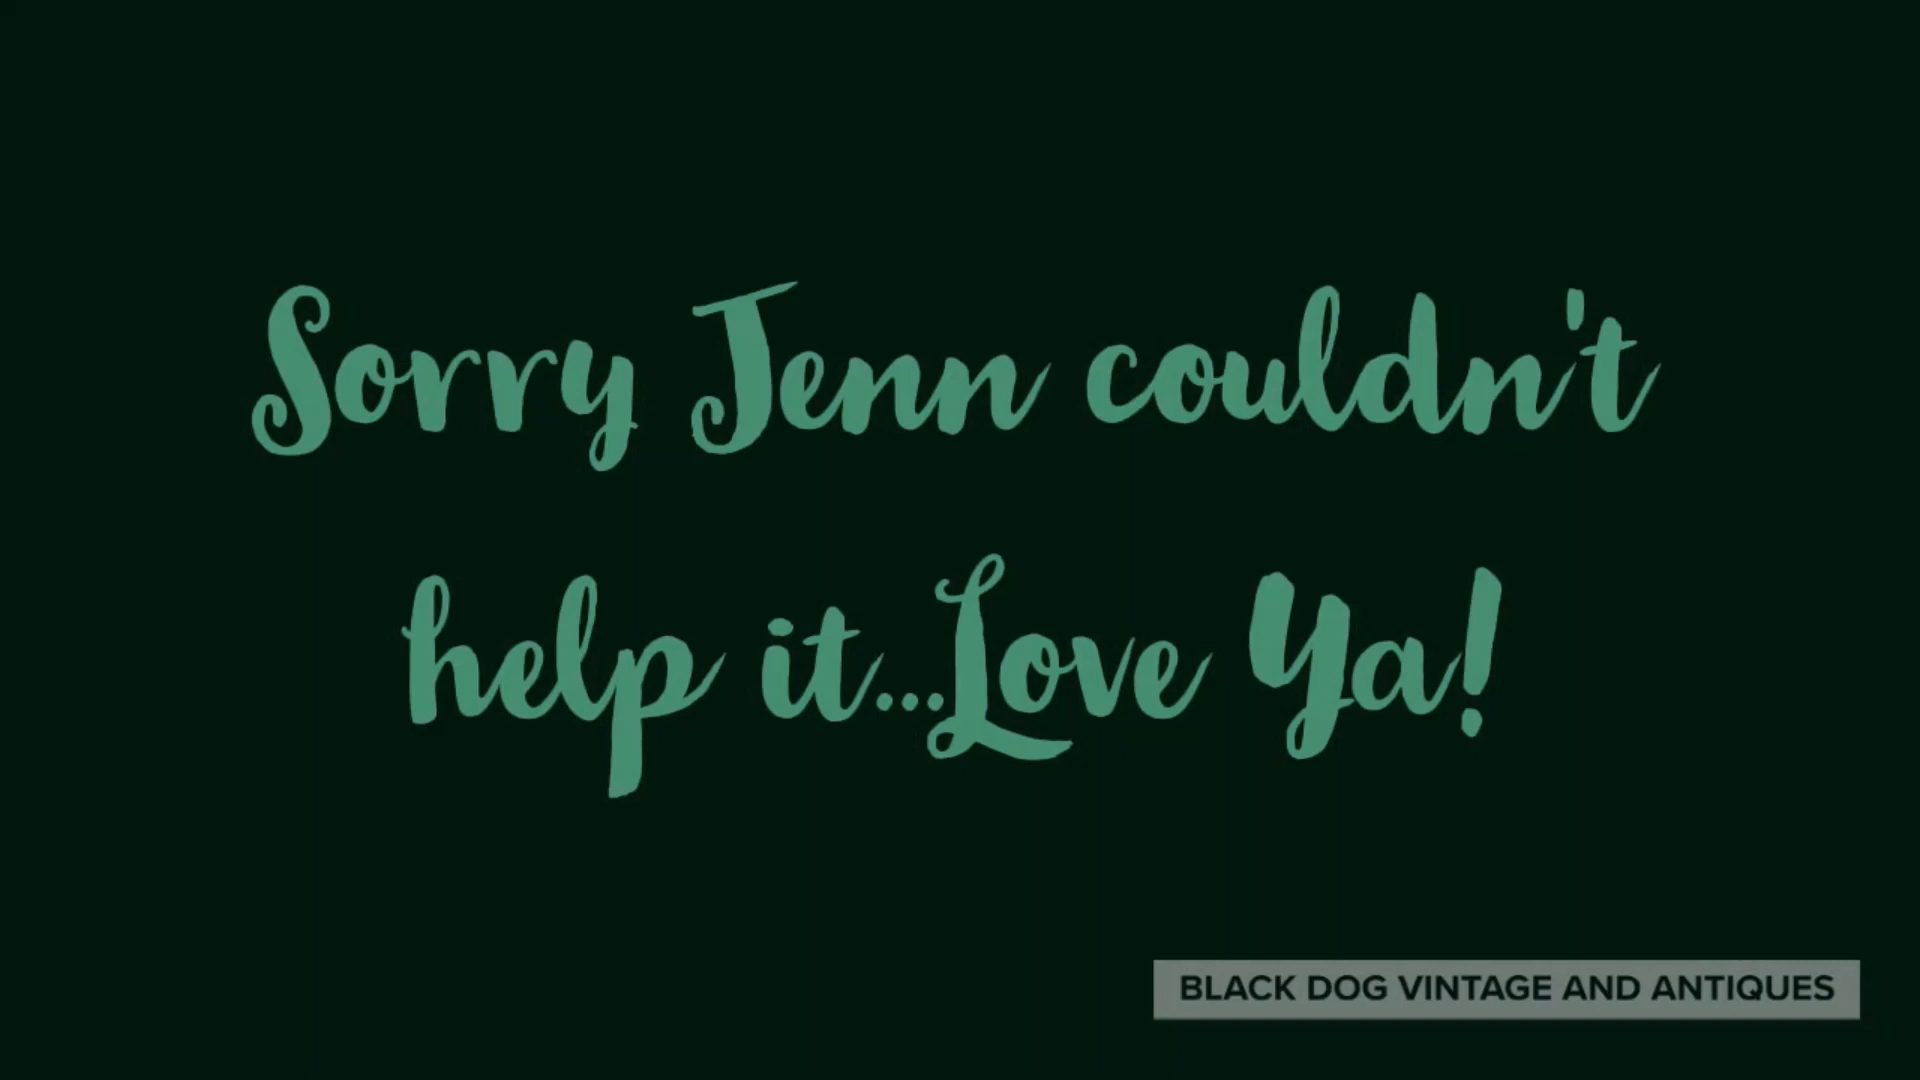 Sorry Jenn couldn't
help it...Love Ya!
BLACK DOG VINTAGE AND ANTIQUES